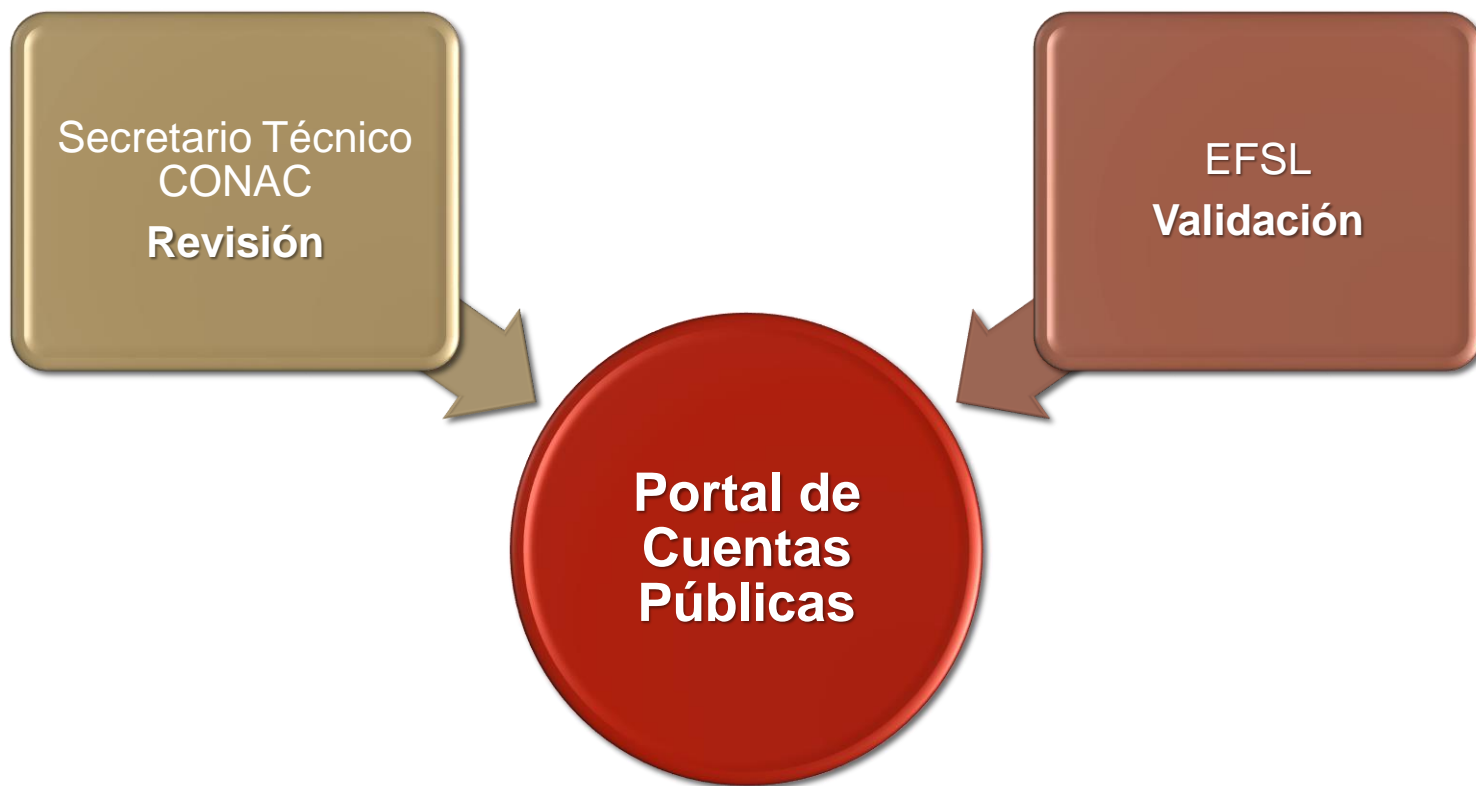 Secretario Técnico
CONAC
Revisión
EFSL
Validación
Portal de
Cuentas
Públicas